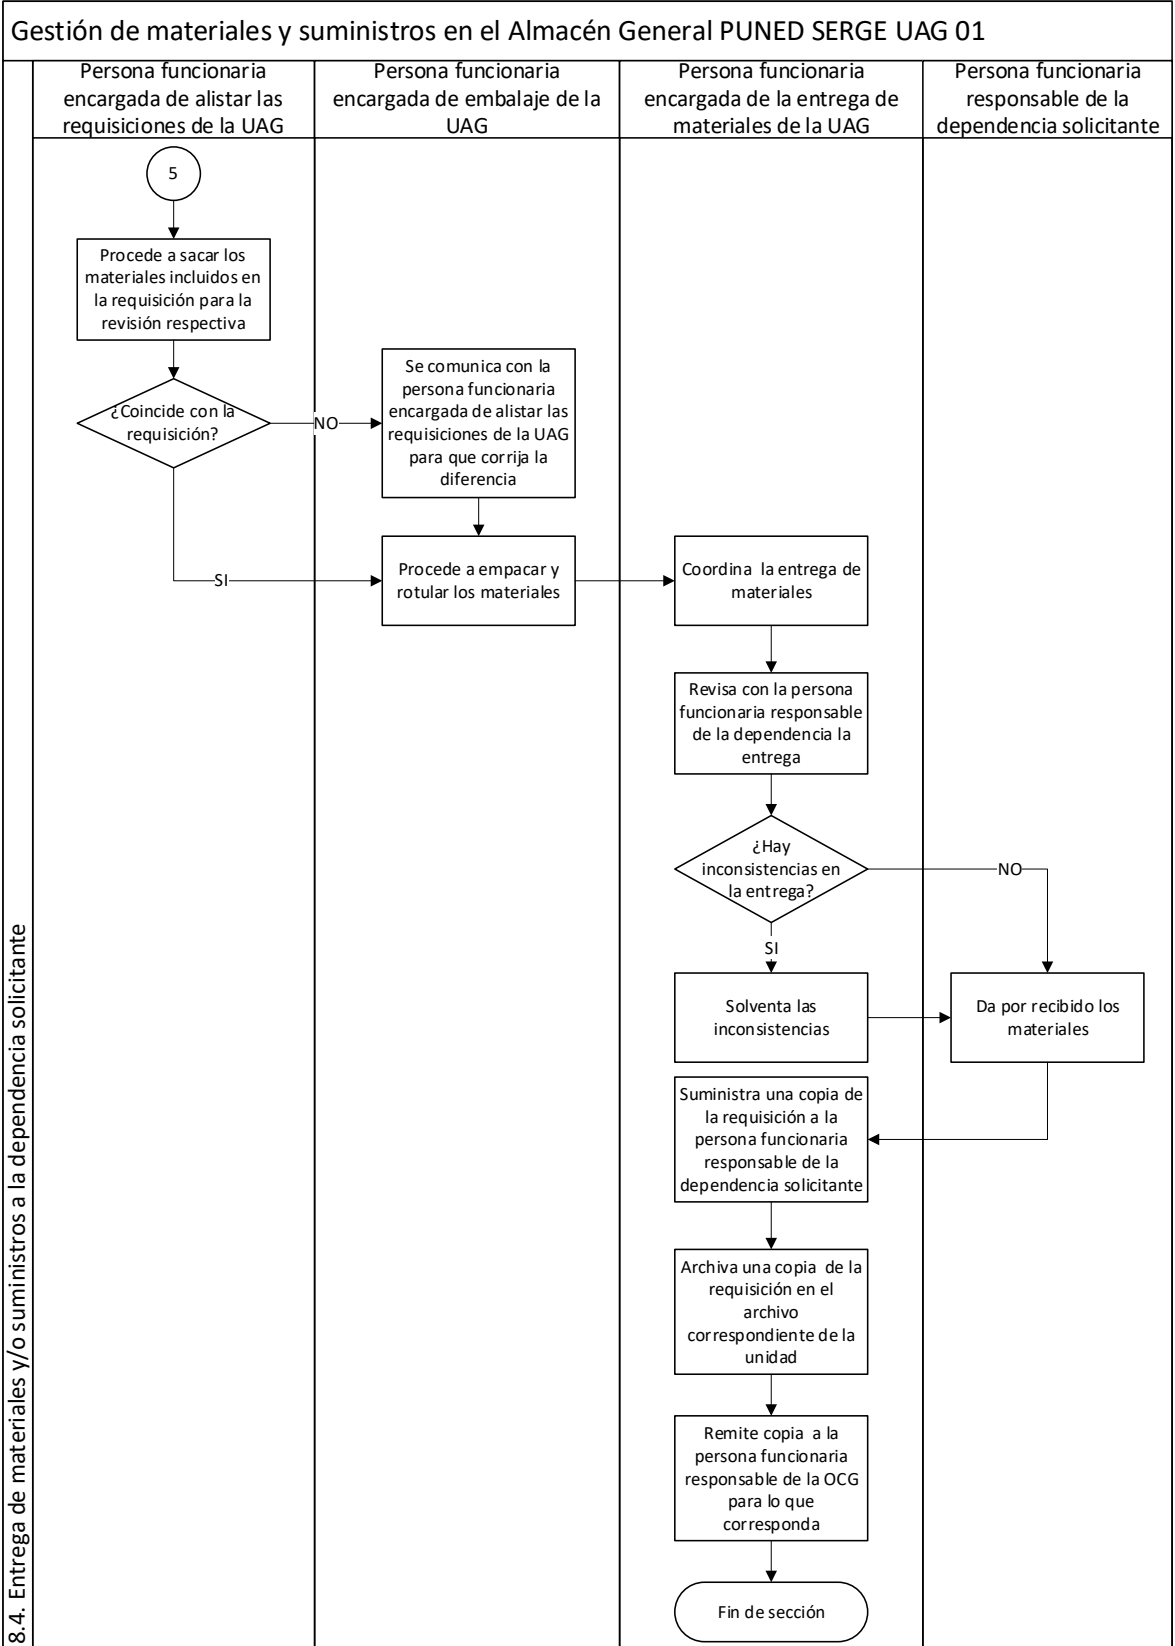 Gestión de materiales y suministros en el Almacén General PUNED SERGE UAG 01
Persona funcionaria
encargada de alistar las
requisiciones de la UAG
Persona funcionaria
encargada de embalaje de la
UAG
Persona funcionaria
encargada de la entrega de
materiales de la UAG
Persona funcionaria
responsable de la
dependencia solicitante
8.4. Entrega de materiales y/o suministros a la dependencia solicitante
5
Procede a sacar los
materiales incluidos en
la requisición para la
revisión respectiva
¿Coincide con la
requisición?
NO
Se comunica con la
persona funcionaria
encargada de alistar las
requisiciones de la UAG
para que corrija la
diferencia
SI
Procede a empacar y
rotular los materiales
Coordina la entrega de
materiales
Revisa con la persona
funcionaria responsable
de la dependencia la
entrega
¿Hay
inconsistencias en
la entrega?
NO
SI
Solventa las
inconsistencias
Da por recibido los
materiales
Suministra una copia de
la requisición a la
persona funcionaria
responsable de la
dependencia solicitante
Archiva una copia de la
requisición en el
archivo
correspondiente de la
unidad
Remite copia a la
persona funcionaria
responsable de la OCG
para lo que
corresponda
Fin de sección